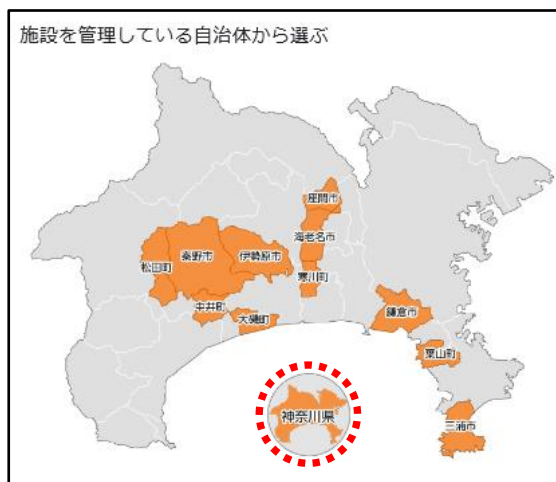 施設を管理している自治体から選ぶ
座間市
海老名市
秦野市
伊勢原市
松田町
寒川町
中井町
大磯町
鎌倉市
葉山町
神奈川県
三浦市